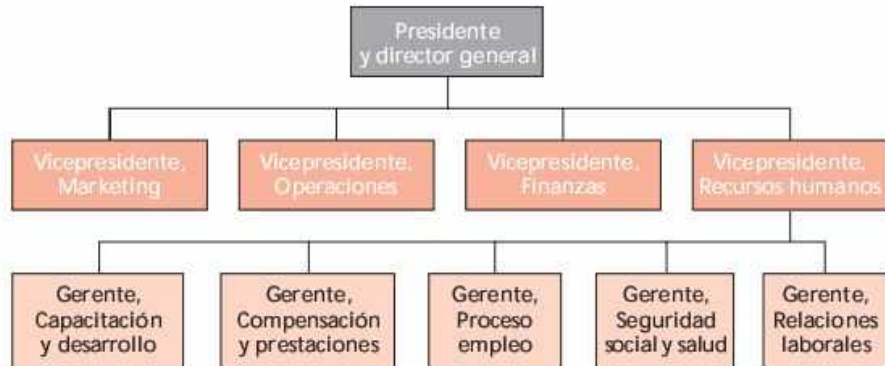 Presidente
y director general
Vicepresidente,
Marketing
Vicepresidente,
Operaciones
Vicepresidente,
Finanzas
Vicepresidente,
Recursos humanos
Gerente,
Capacitación
y desarrollo
Gerente,
Compensación
y prestaciones
Gerente,
Proceso
empleo
Gerente,
Seguridad
social y salud
Gerente,
Relaciones
laborales